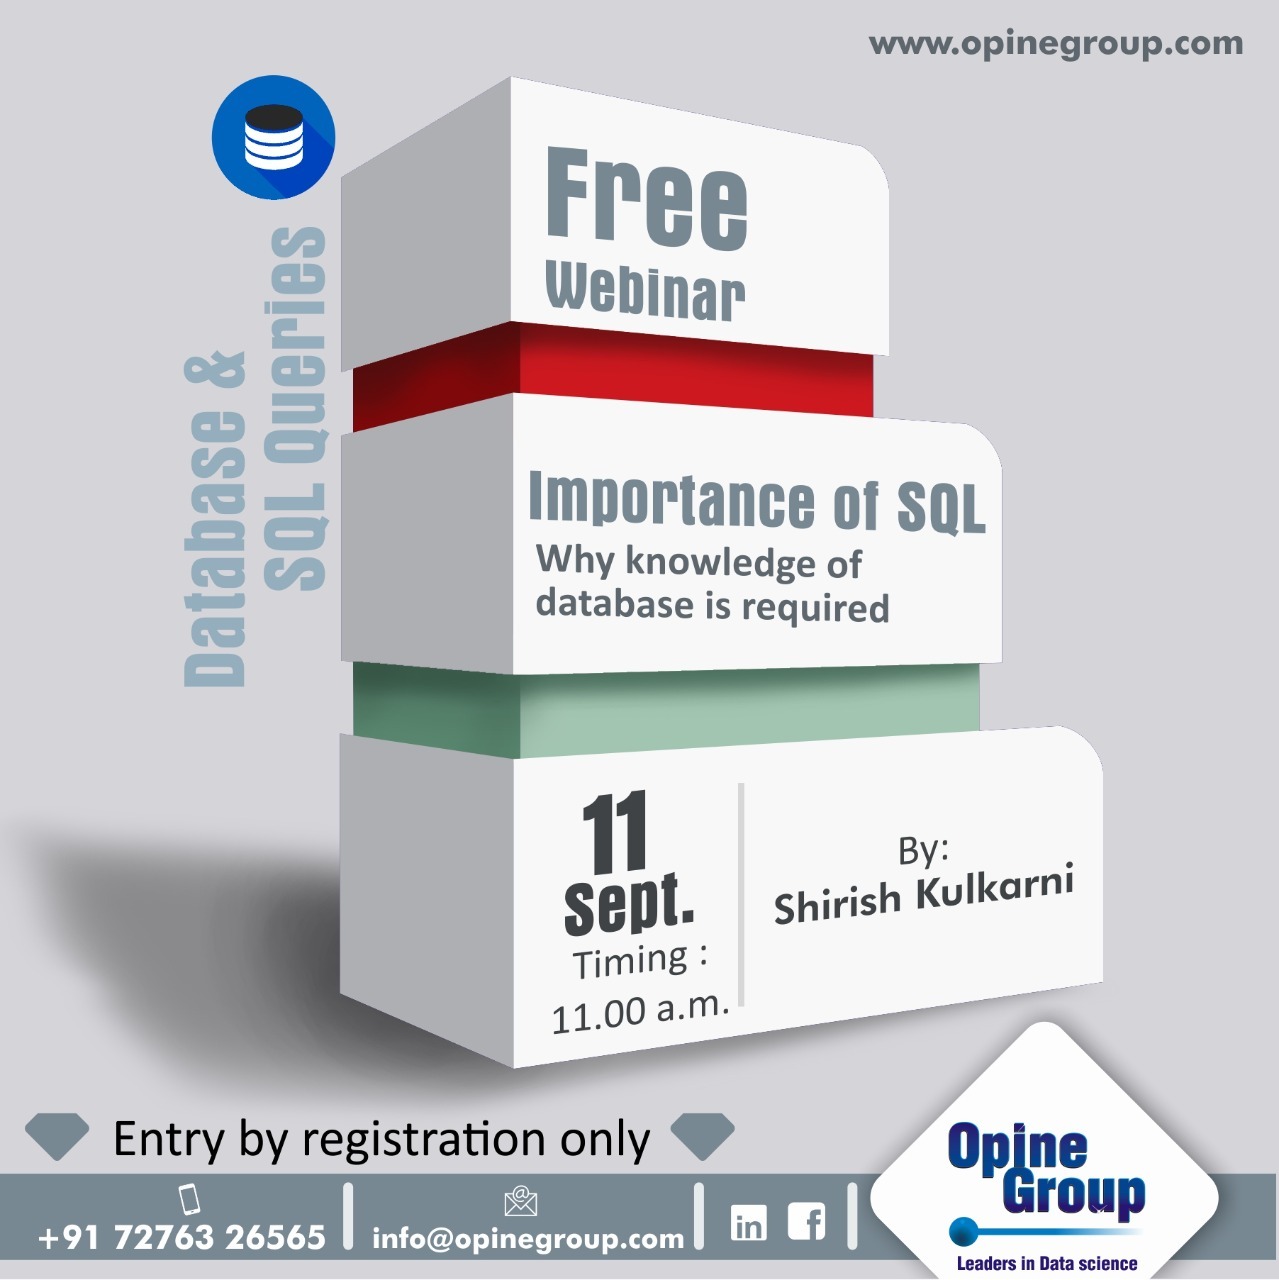 www.opinegroup.com
Database &
SQL Queries
Free
Webinar
Importance of SQL
Why knowledge of
database is required
11
Sept.
Timing :
11.00 a.m.
By:
Shirish Kulkarni
Entry by registration only
+91 72763 26565
info@opinegroup.com
in f
Opine
Group
Leaders in Data science